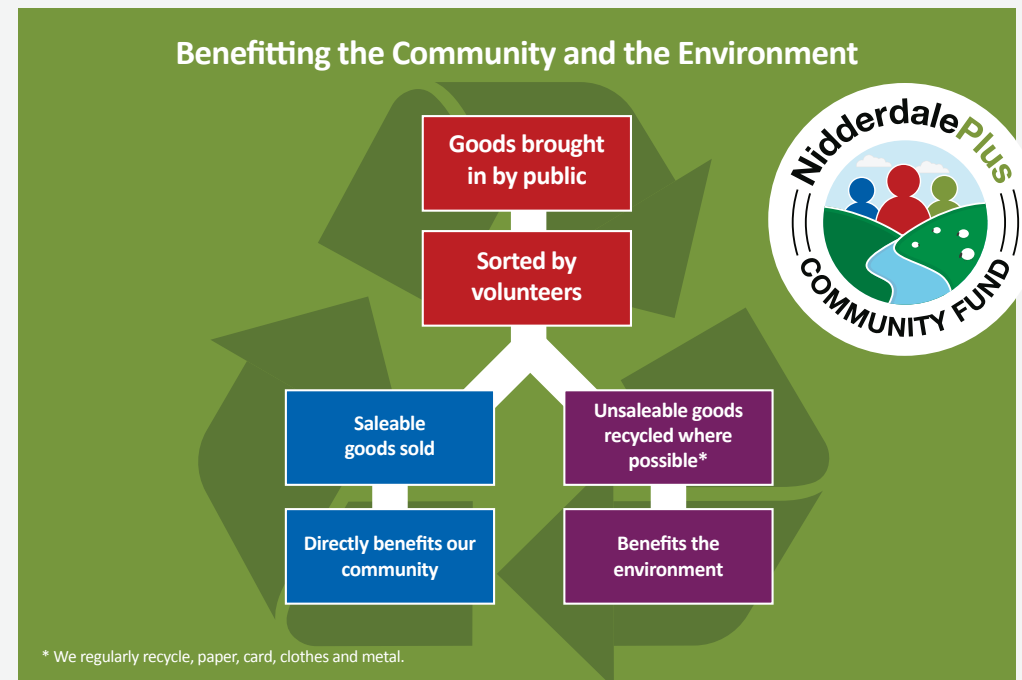 Benefitting the Community and the Environment
NidderdalePlus
COMMUNITY FUND
Goods brought
in by public
Sorted by
volunteers
Saleable
goods sold
Unsaleable goods
recycled where
possible*
Directly benefits our
community
Benefits the
environment
* We regularly recycle, paper, card, clothes and metal.